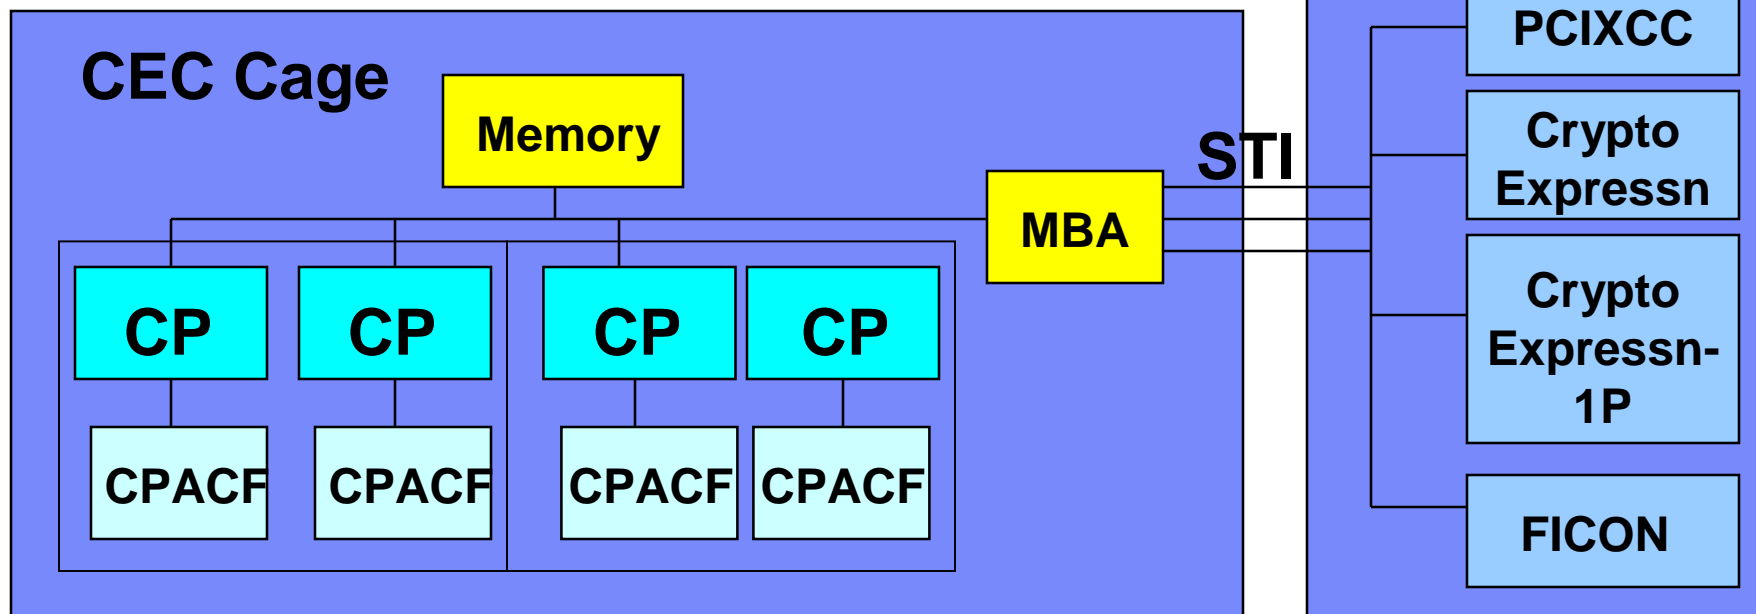 CEC Cage
Memory
STI
MBA
CP
CP
CP
CP
CPACF
CPACF
CPACF
CPACF
PCIXCC
Crypto
Expressn
Crypto
Expressn-
1P
FICON